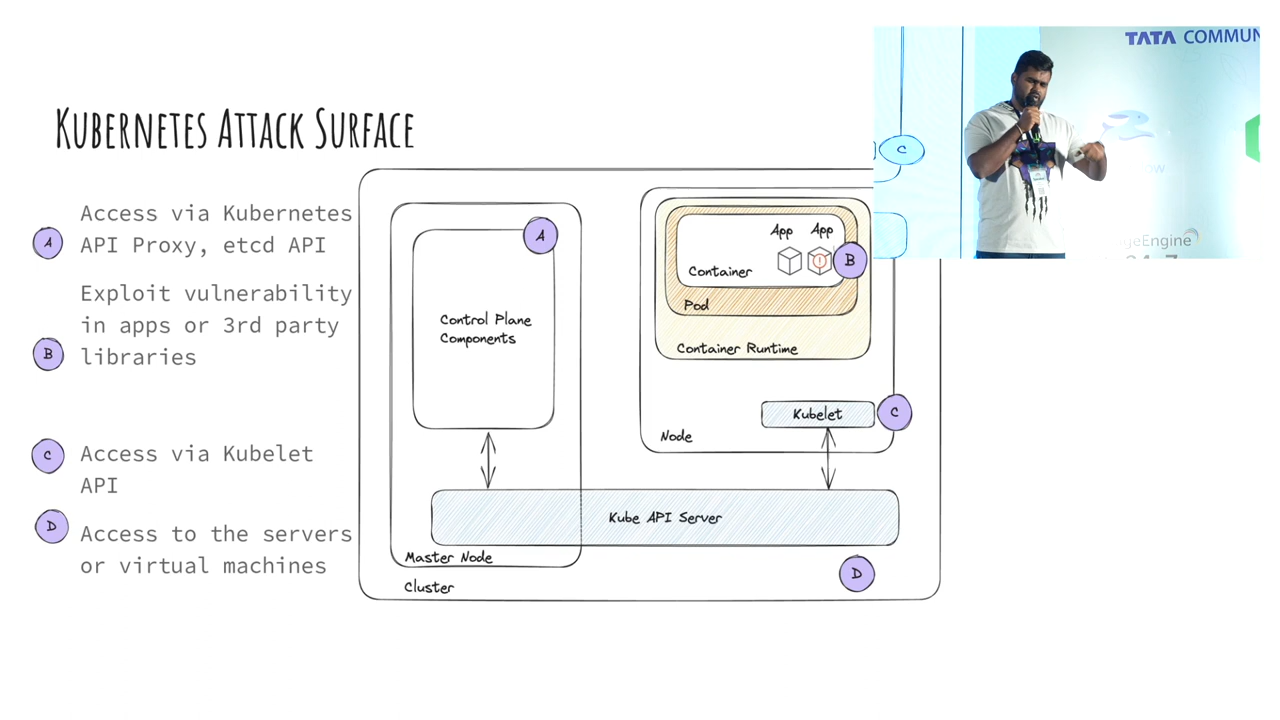 Kubernetes Attack Surface
Access via Kubernetes
A
API Proxy, etcd API
Exploit vulnerability
in apps or 3rd party
B
libraries
C
Access via Kubelet
API
D
Access to the servers
or virtual machines
A
Control Plane
Components
App App
B
Container
Pod
Container Runtime
Kubelet
C
Node
Kube API Server
Master Node
D
Cluster
TATA COMMUN
C
geEngine